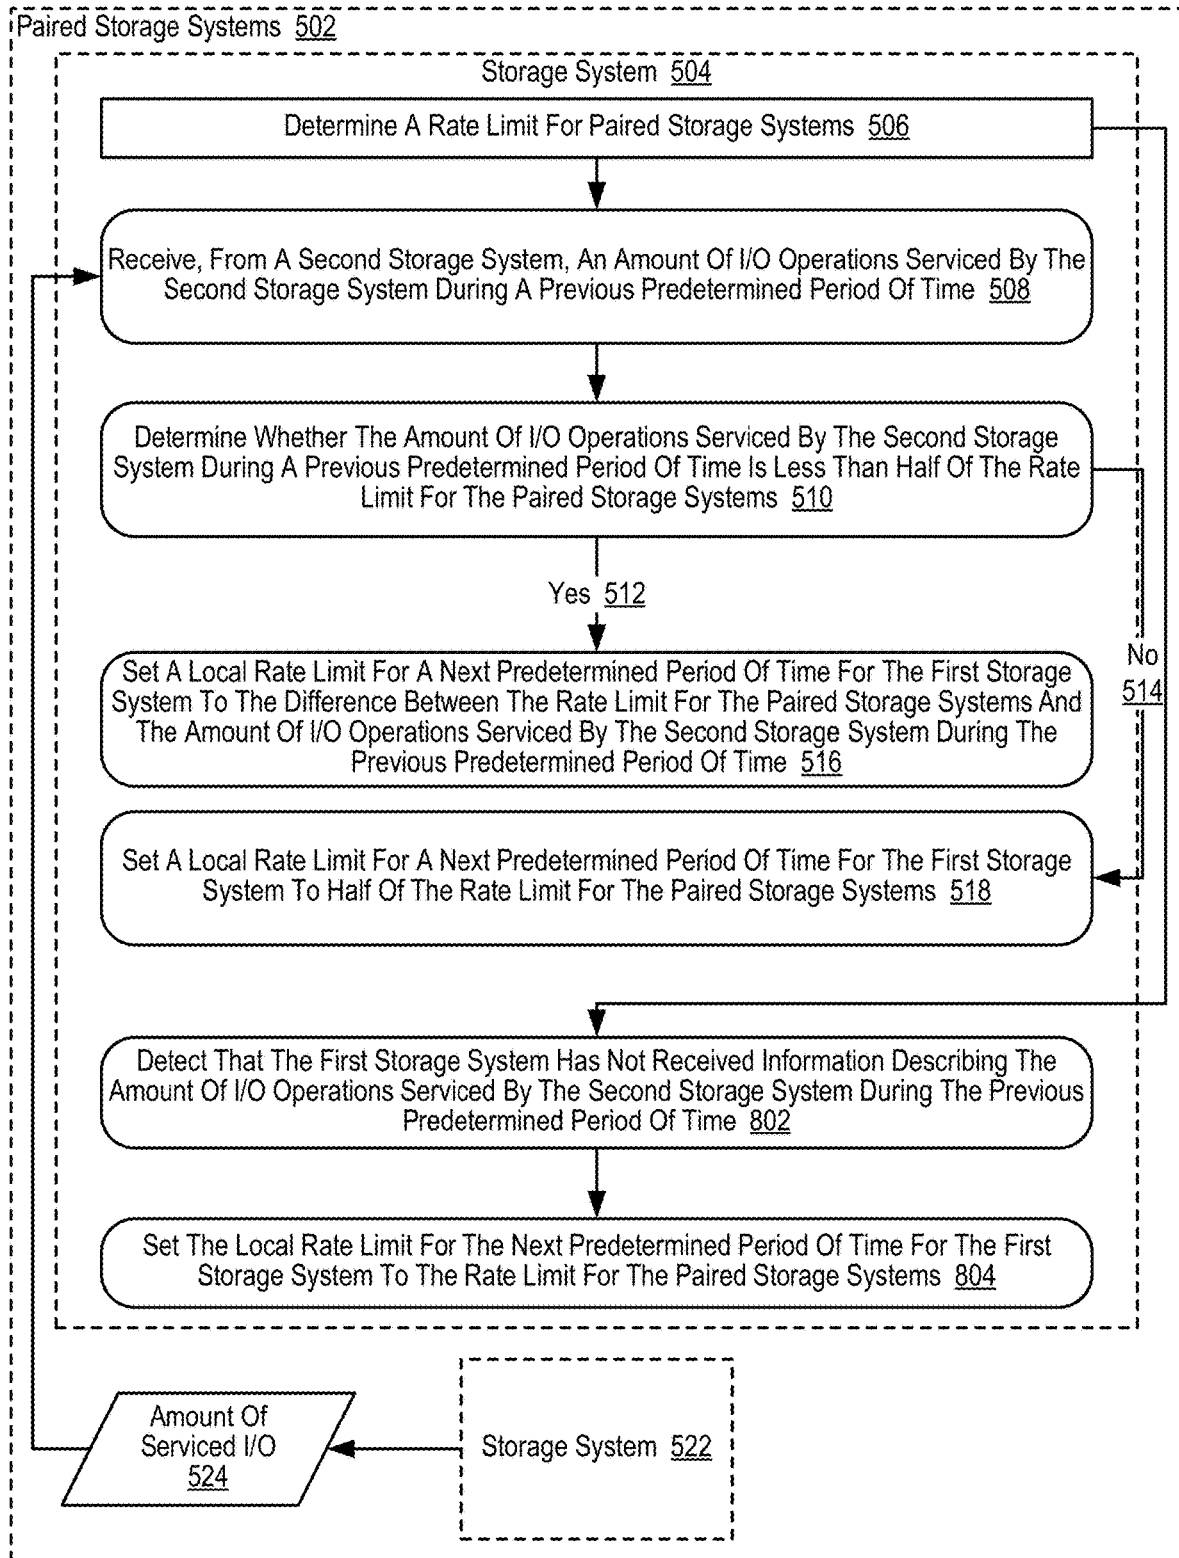 Paired Storage Systems 502
Storage System 504
Determine A Rate Limit For Paired Storage Systems 506
Receive, From A Second Storage System, An Amount Of I/O Operations Serviced By The
Second Storage System During A Previous Predetermined Period Of Time 508
Determine Whether The Amount Of I/O Operations Serviced By The Second Storage
System During A Previous Predetermined Period Of Time Is Less Than Half Of The Rate
Limit For The Paired Storage Systems 510
Yes 512
No
514
Set A Local Rate Limit For A Next Predetermined Period Of Time For The First Storage
System To The Difference Between The Rate Limit For The Paired Storage Systems And
The Amount Of I/O Operations Serviced By The Second Storage System During The
Previous Predetermined Period Of Time 516
Set A Local Rate Limit For A Next Predetermined Period Of Time For The First Storage
System To Half Of The Rate Limit For The Paired Storage Systems 518
Detect That The First Storage System Has Not Received Information Describing The
Amount Of I/O Operations Serviced By The Second Storage System During The Previous
Predetermined Period Of Time 802
Set The Local Rate Limit For The Next Predetermined Period Of Time For The First
Storage System To The Rate Limit For The Paired Storage Systems 804
Amount Of
Serviced I/O
524
Storage System 522